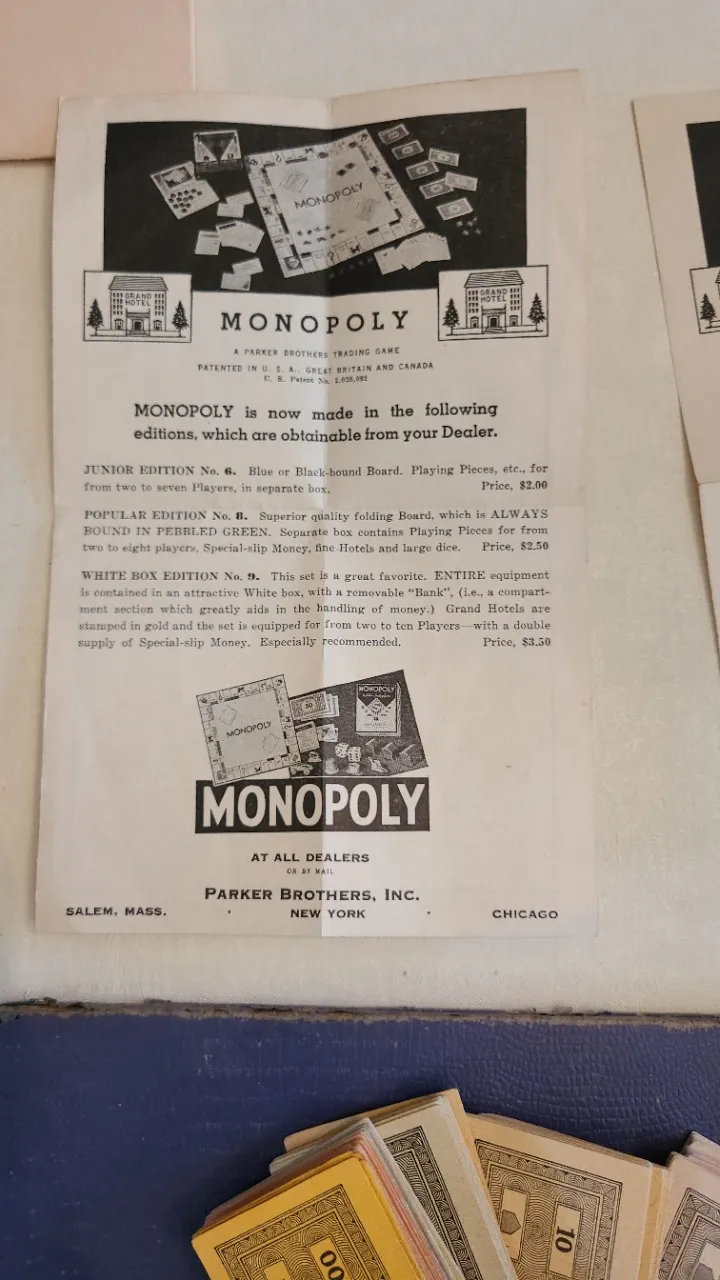 MONOPOLY
GRAND
HOTEL
GRAND
HOTEL
MONOPOLY
A PARKER BROTHERS TRADING GAME
PATENTED IN U. S. A., GREAT BRITAIN AND CANADA
U. S. Patent No. 2,026,082
MONOPOLY is now made in the following
editions, which are obtainable from your Dealer.
JUNIOR EDITION No. 6. Blue or Black-bound Board. Playing Pieces, etc., for
from two to seven Players, in separate box. Price, $2.00
POPULAR EDITION No. 8. Superior quality folding Board, which is ALWAYS
BOUND IN PEBBLED GREEN. Separate box contains Playing Pieces for from
two to eight players, Special-slip Money, fine Hotels and large dice. Price, $2.50
WHITE BOX EDITION No. 9. This set is a great favorite. ENTIRE equipment
is contained in an attractive White box, with a removable "Bank", (i.e., a compart-
ment section which greatly aids in the handling of money.) Grand Hotels are
stamped in gold and the set is equipped for from two to ten Players—with a double
supply of Special-slip Money. Especially recommended. Price, $3.50
MONOPOLY
50
MONOPOLY
MONOPOLY
AT ALL DEALERS
OR BY MAIL
PARKER BROTHERS, INC.
SALEM, MASS. · NEW YORK · CHICAGO
10
00